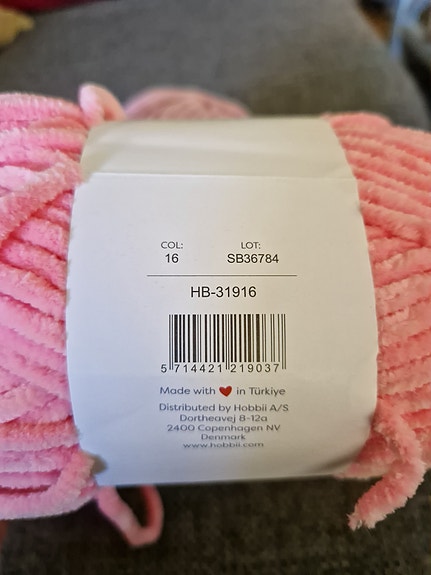 COL: LOT:
16 SB36784
HB-31916
5 714421 219037
Made with ❤️ in Türkiye
Distributed by Hobbii A/S
Dortheavej 8-12a
2400 Copenhagen NV
Denmark
www.hobbii.com